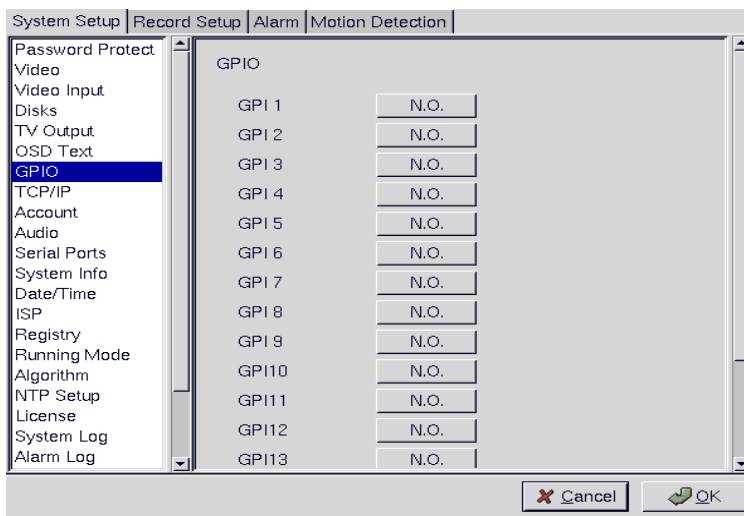 System Setup Record Setup Alarm Motion Detection
Password Protect
Video
Video Input
Disks
TV Output
OSD Text
GPIO
TCP/IP
Account
Audio
Serial Ports
System Info
Date/Time
ISP
Registry
Running Mode
Algorithm
NTP Setup
License
System Log
Alarm Log
GPIO
GPI 1 N.O.
GPI 2 N.O.
GPI 3 N.O.
GPI 4 N.O.
GPI 5 N.O.
GPI 6 N.O.
GPI 7 N.O.
GPI 8 N.O.
GPI 9 N.O.
GPI10 N.O.
GPI11 N.O.
GPI12 N.O.
GPI13 N.O.
Cancel OK